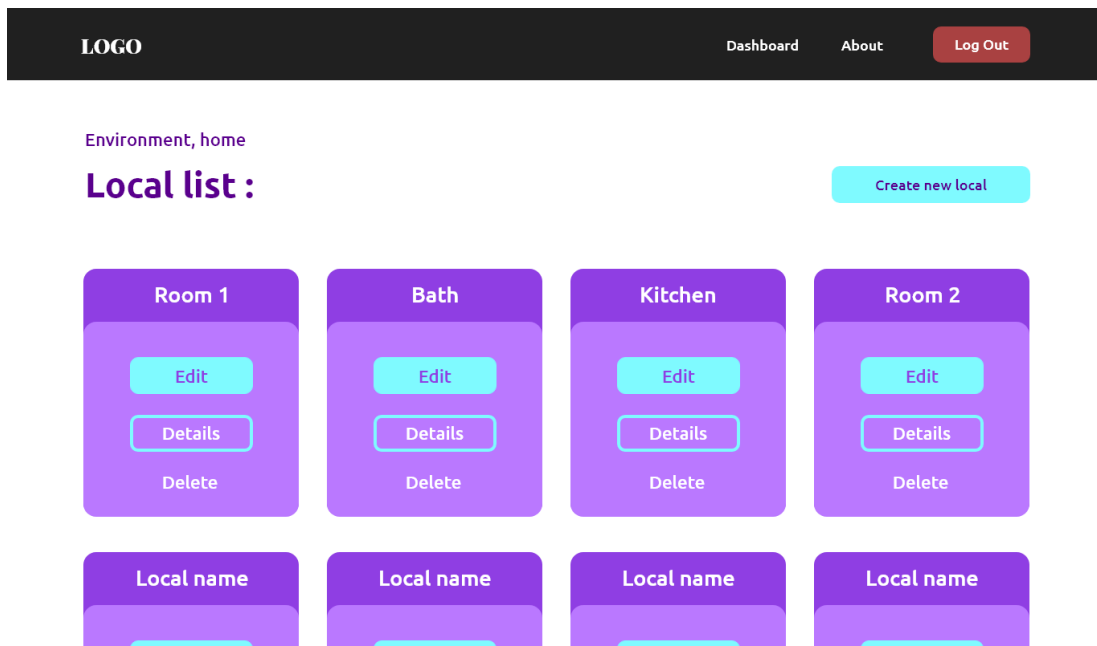 LOGO Dashboard About Log Out
Environment, home
Local list : Create new local
Room 1 Bath Kitchen Room 2
Edit Edit Edit Edit
Details Details Details Details
Delete Delete Delete Delete
Local name Local name Local name Local name